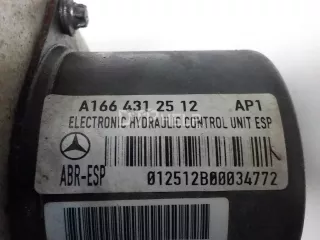 A166 431 25 12 AP1
ELECTRONIC HYDRAULIC CONTROL UNIT ESP
ABR-ESP 012512B00034772